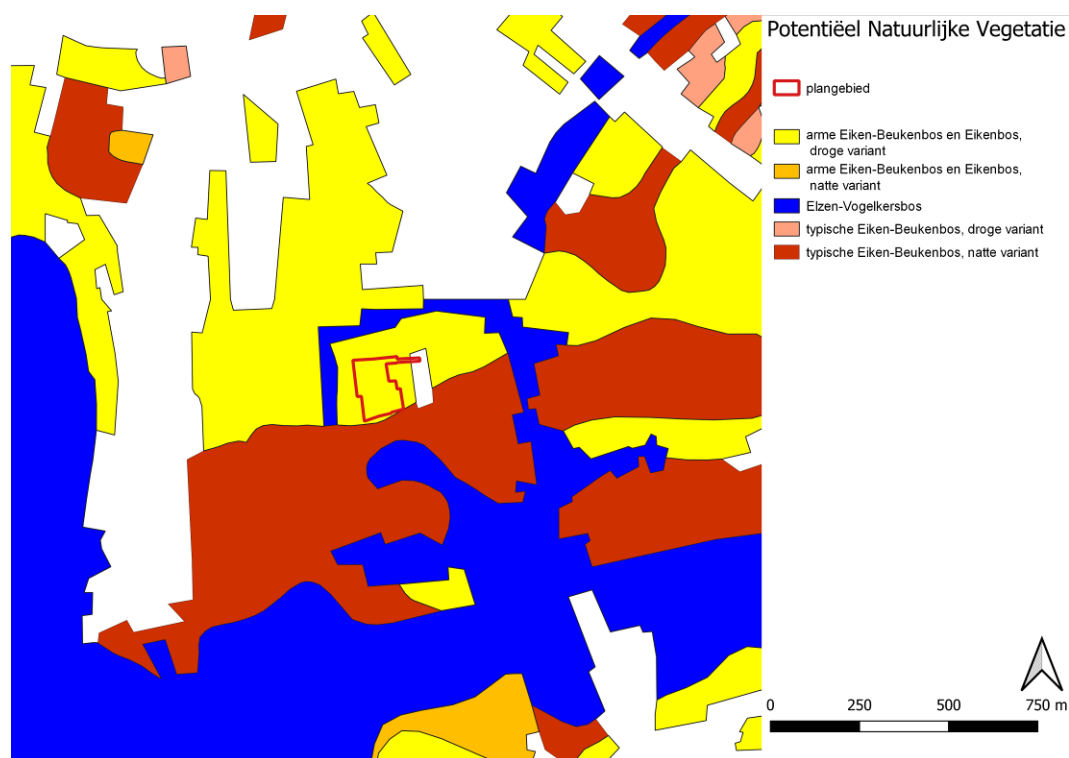 Potentiëel Natuurlijke Vegetatie
plangebied
arme Eiken-Beukenbos en Eikenbos,
droge variant
arme Eiken-Beukenbos en Eikenbos,
natte variant
Elzen-Vogelkersbos
typische Eiken-Beukenbos, droge variant
typische Eiken-Beukenbos, natte variant
0 250 500 750 m